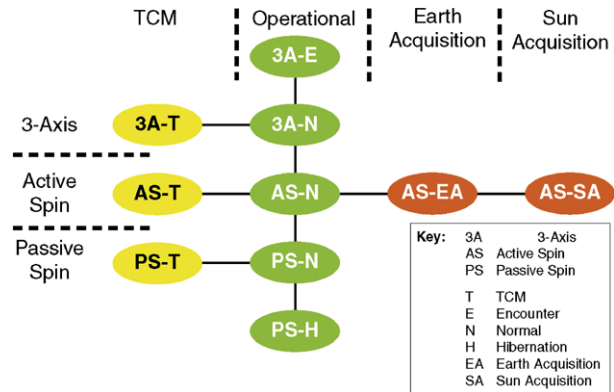 TCM
Operational
Earth
Acquisition
Sun
Acquisition
3A-E
3-Axis
3A-T
3A-N
Active
Spin
AS-T
AS-N
AS-EA
AS-SA
Passive
Spin
PS-T
PS-N
PS-H
Key: 3A 3-Axis
AS Active Spin
PS Passive Spin
T TCM
E Encounter
N Normal
H Hibernation
EA Earth Acquisition
SA Sun Acquisition